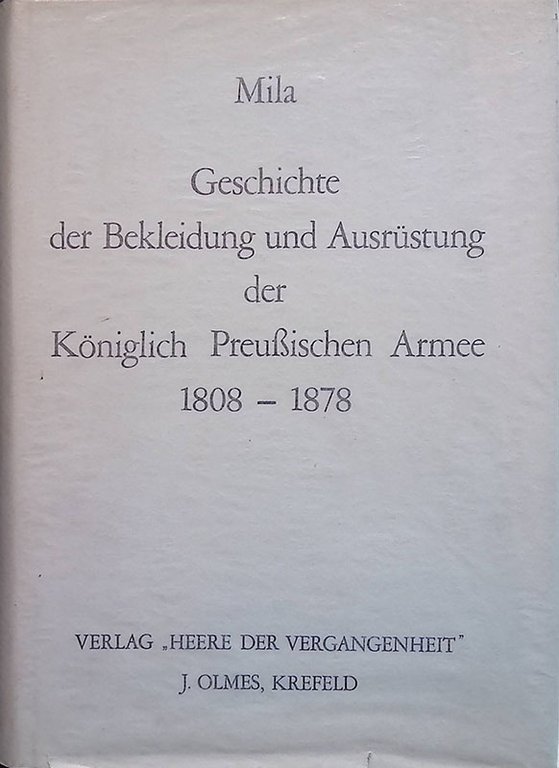 Mila
Geschichte
der Bekleidung und Ausrüstung
der
Königlich Preußischen Armee
1808 – 1878
VERLAG „HEERE DER VERGANGENHEIT”
J. OLMES, KREFELD